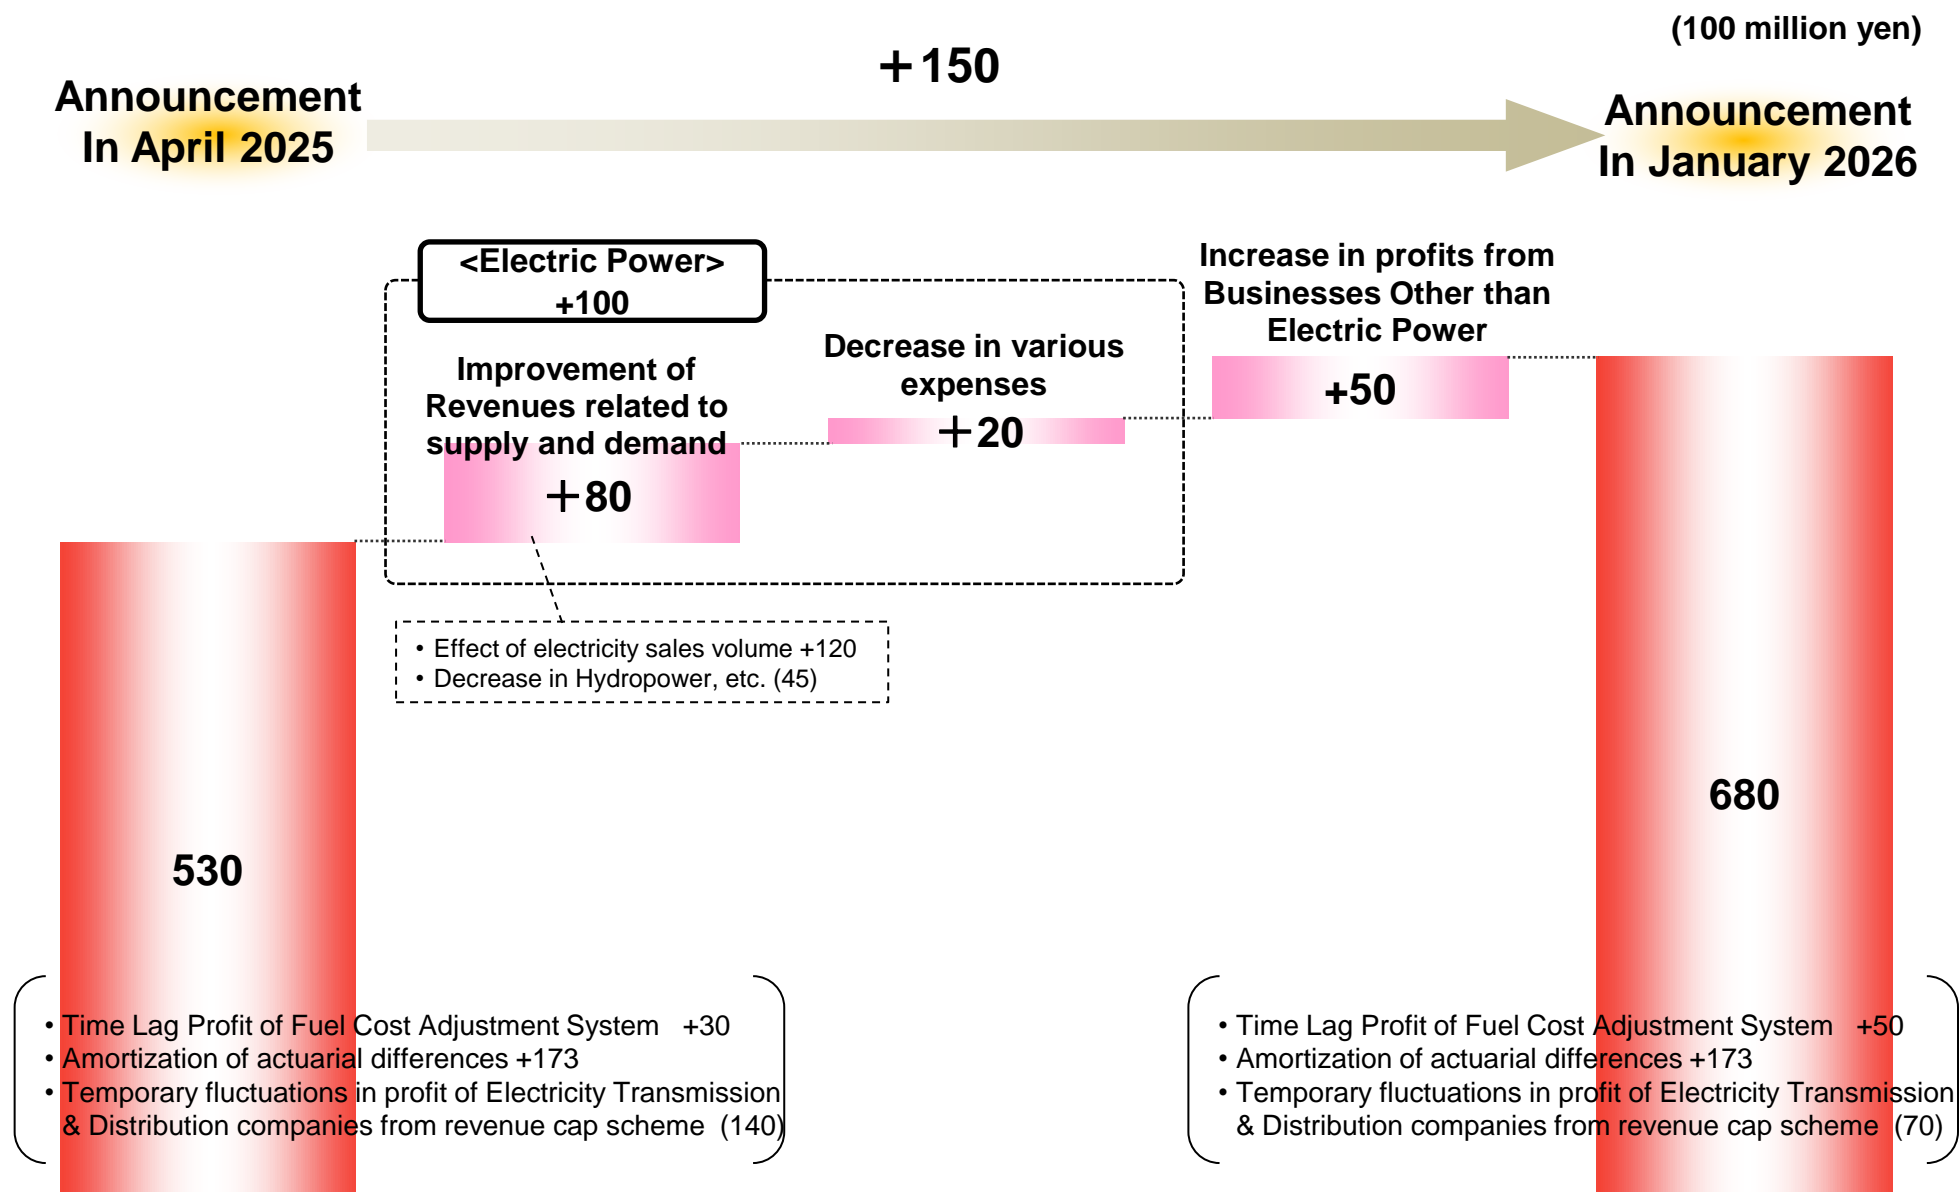 (100 million yen)
＋150
Announcement
In April 2025
Announcement
In January 2026
<Electric Power>
+100
Improvement of
Revenues related to
supply and demand
＋80
Decrease in various
expenses
＋20
Increase in profits from
Businesses Other than
Electric Power
+50
• Effect of electricity sales volume +120
• Decrease in Hydropower, etc. (45)
530
680
• Time Lag Profit of Fuel Cost Adjustment System +30
• Amortization of actuarial differences +173
• Temporary fluctuations in profit of Electricity Transmission
& Distribution companies from revenue cap scheme (140)
• Time Lag Profit of Fuel Cost Adjustment System +50
• Amortization of actuarial differences +173
• Temporary fluctuations in profit of Electricity Transmission
& Distribution companies from revenue cap scheme (70)